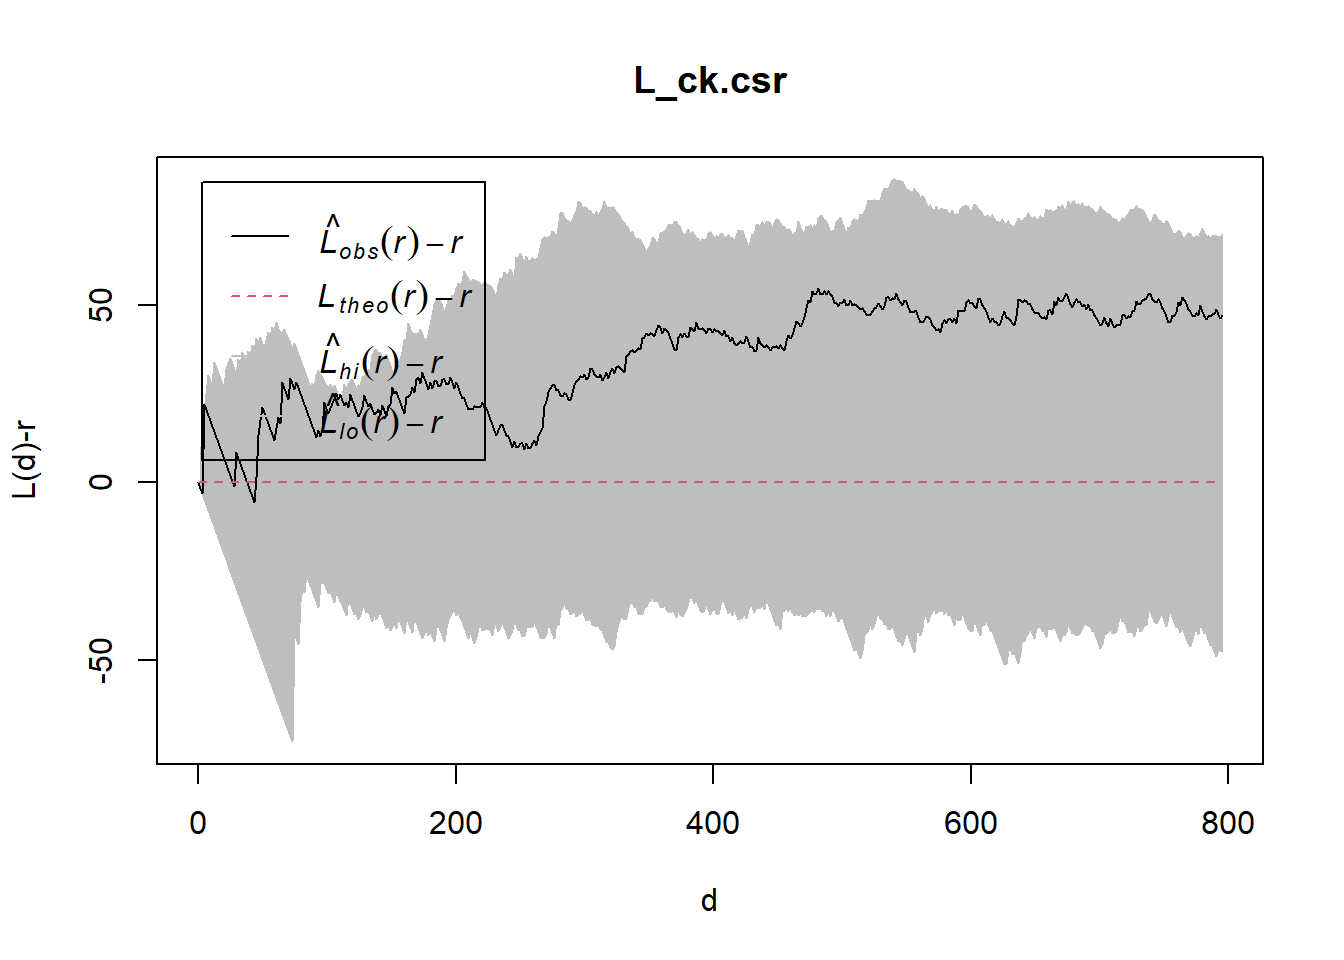 L_ck.csr
L̂obs(r) – r
Ltheo(r) – r
L̂hi(r) – r
L̂lo(r) – r
L(d)-r
50
0
-50
0 200 400 600 800
d